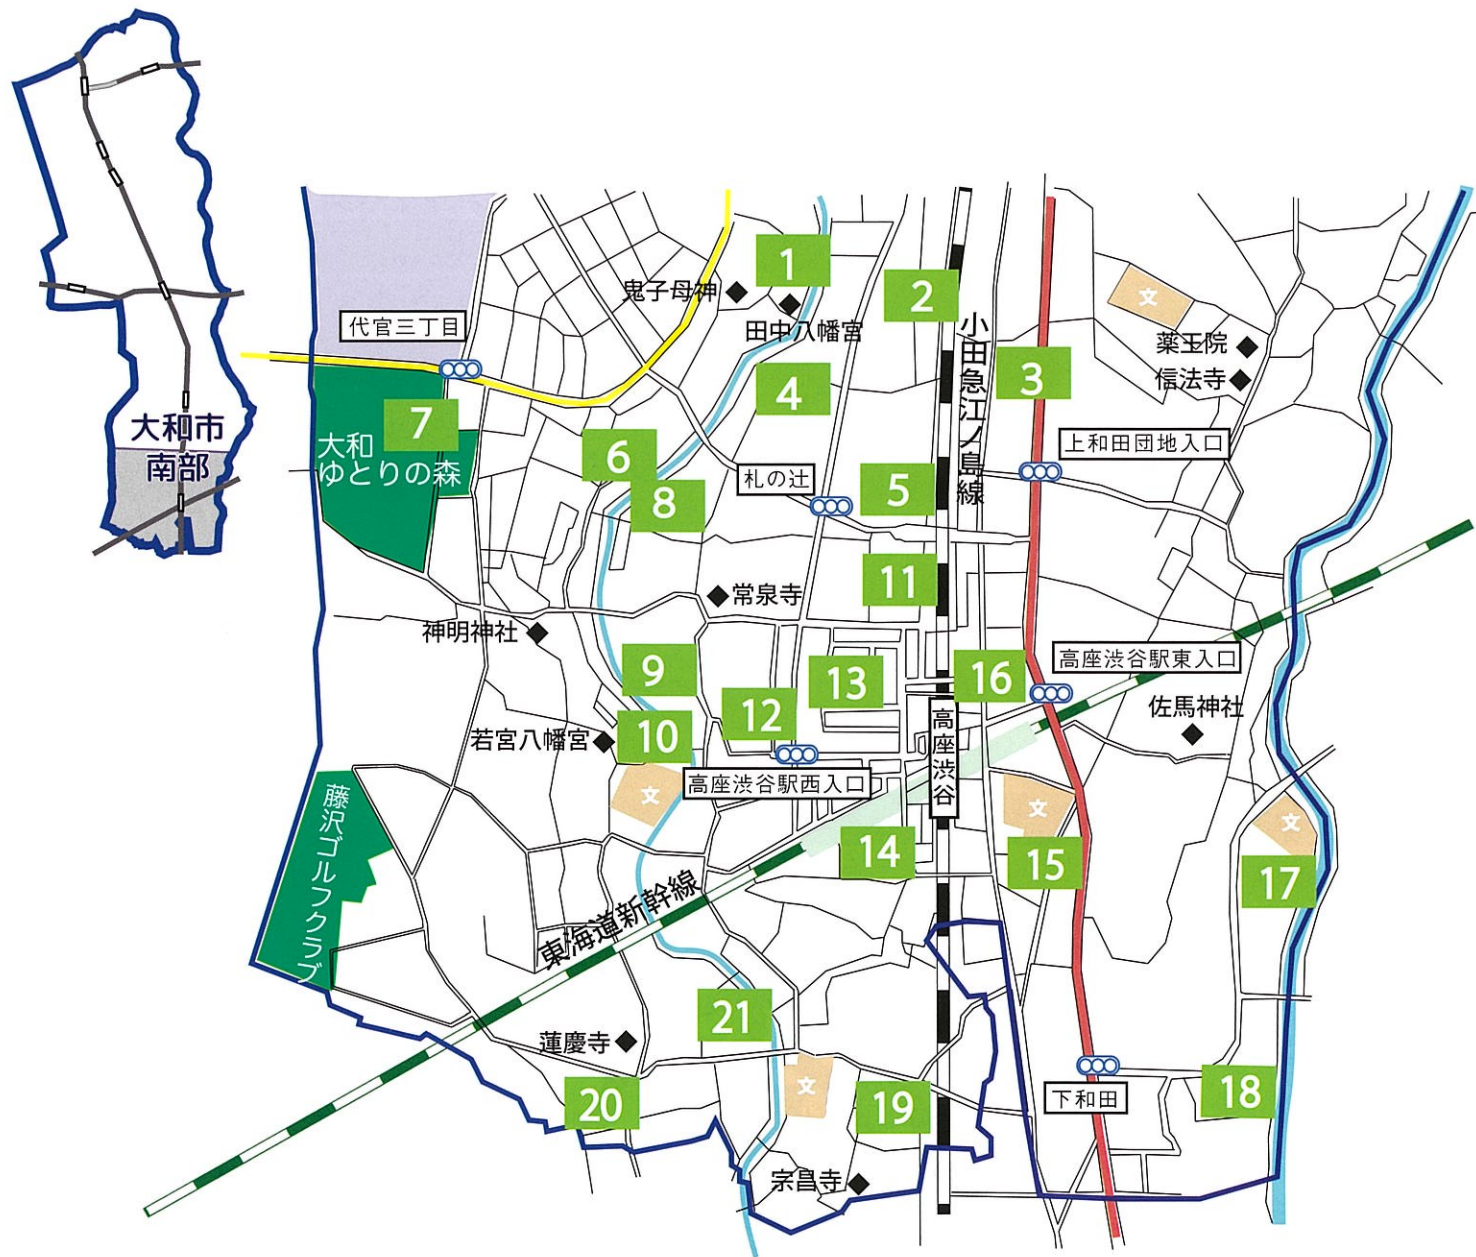 大和市
南部
1
鬼子母神
田中八幡宮
2
小田急江ノ島線
代官三丁目
3
薬王院
信法寺
文
4
7
大和
ゆとりの森
6
8
札の辻
5
上和田団地入口
11
常泉寺
神明神社
9
13
16
高座渋谷駅東入口
12
佐馬神社
若宮八幡宮
10
高座渋谷
高座渋谷駅西入口
文
文
文
藤沢ゴルフクラブ
14
15
17
東海道新幹線
21
蓮慶寺
20
文
19
下和田
18
宗昌寺